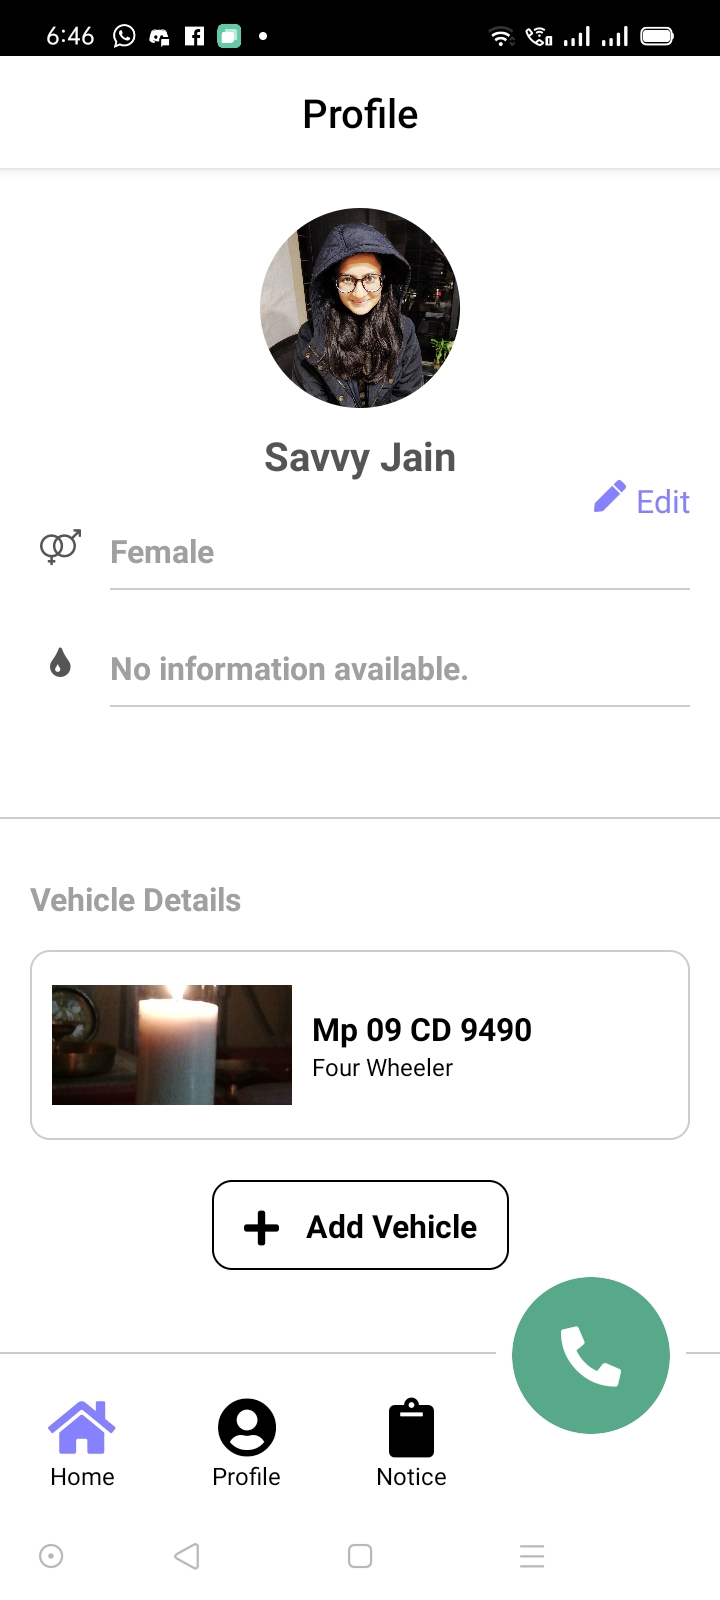 6:46
Profile
Savvy Jain
Edit
Female
No information available.
Vehicle Details
Mp 09 CD 9490
Four Wheeler
Add Vehicle
Home
Profile
Notice